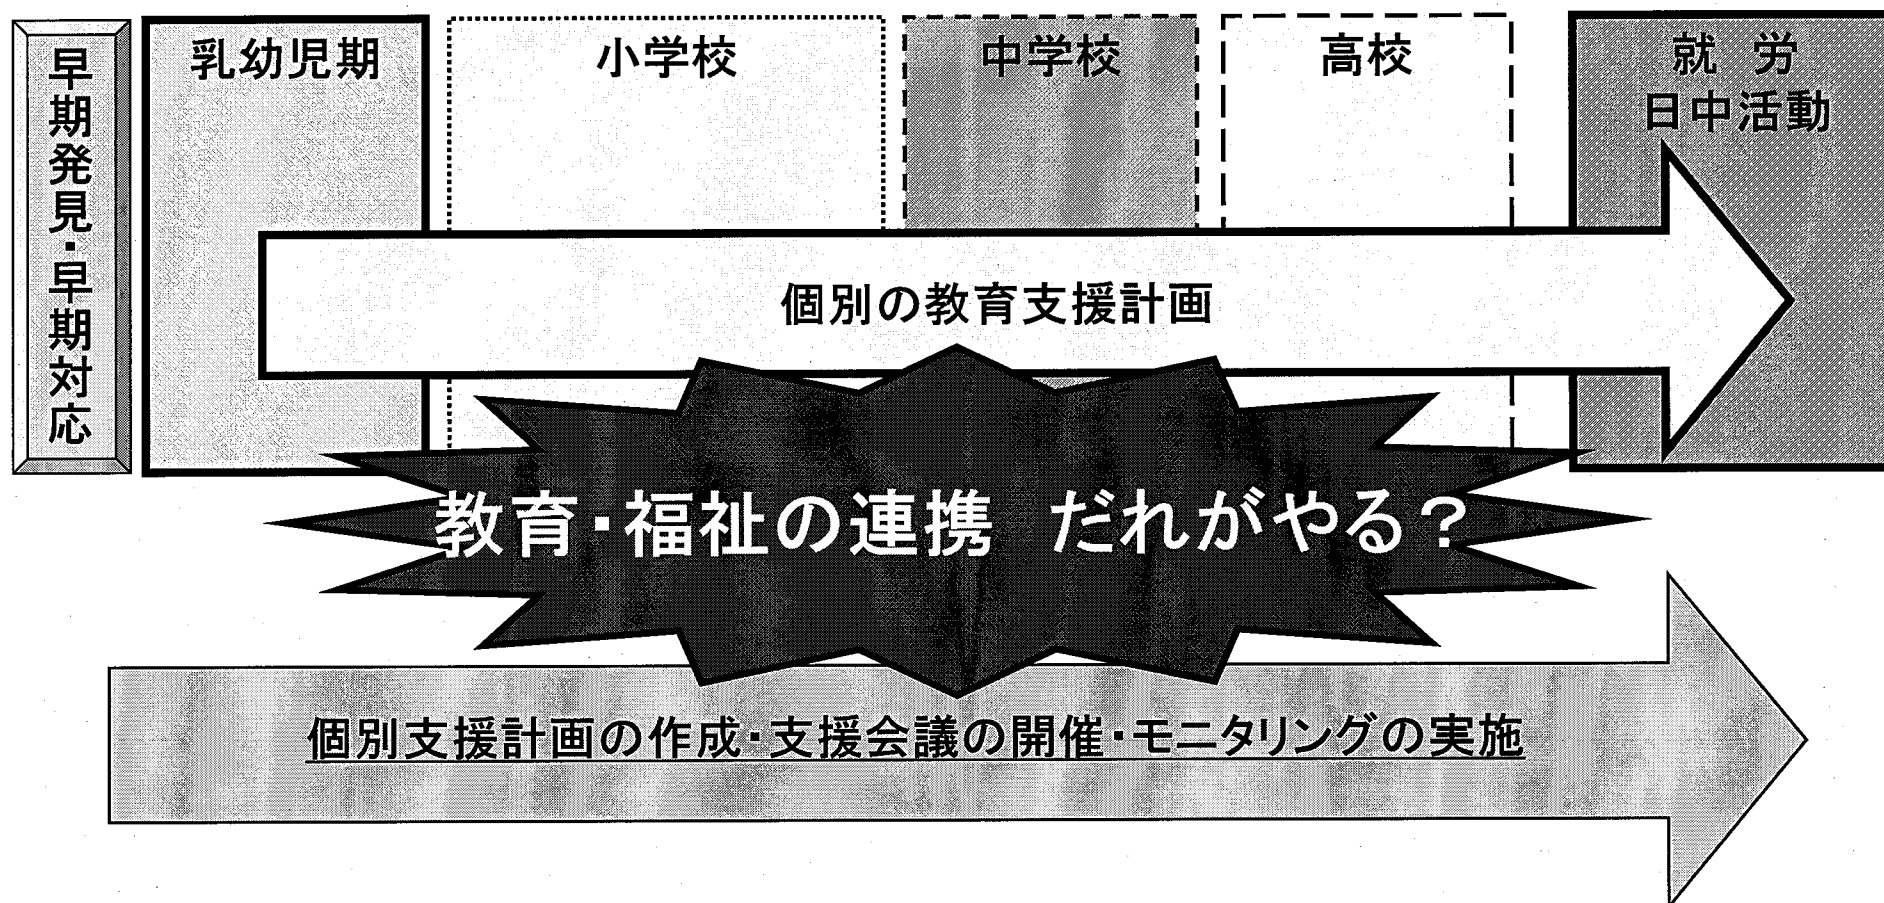 早期発見・早期対応
乳幼児期
小学校
中学校
高校
就 労
日中活動
個別の教育支援計画
教育・福祉の連携 だれがやる？
個別支援計画の作成・支援会議の開催・モニタリングの実施